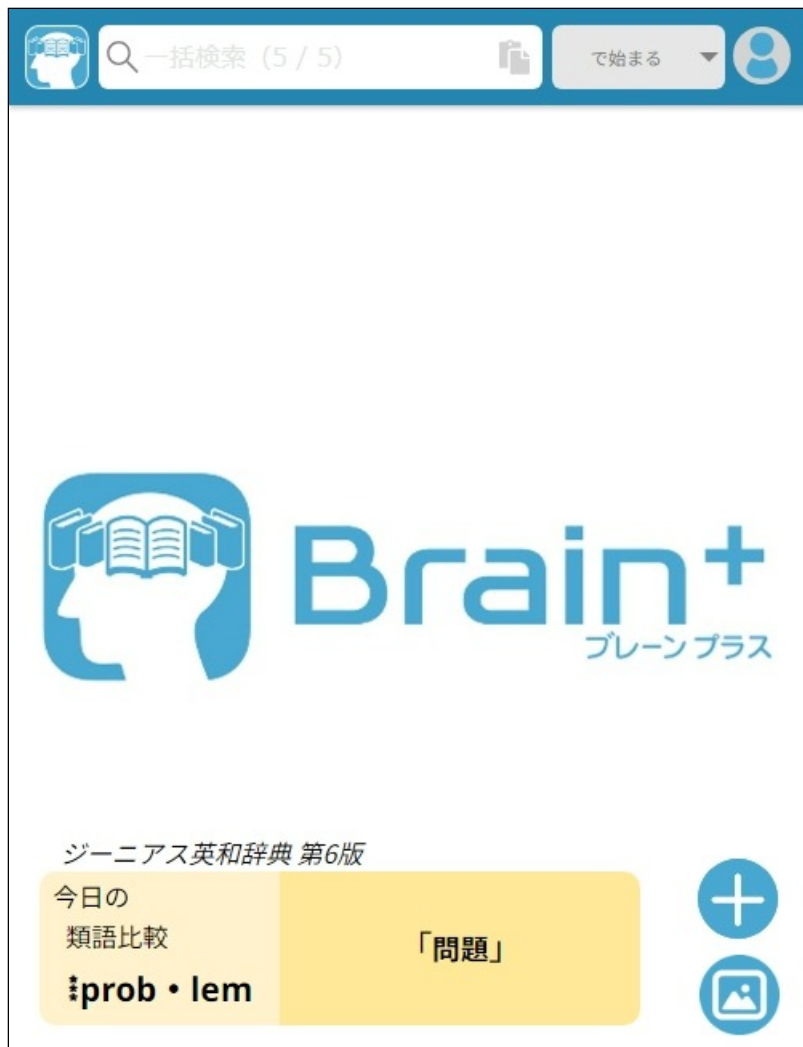 一括検索（5 / 5）
で始まる
Brain+
ブレーン プラス
ジーニアス英和辞典 第6版
今日の
類語比較
⁂prob・lem
「問題」